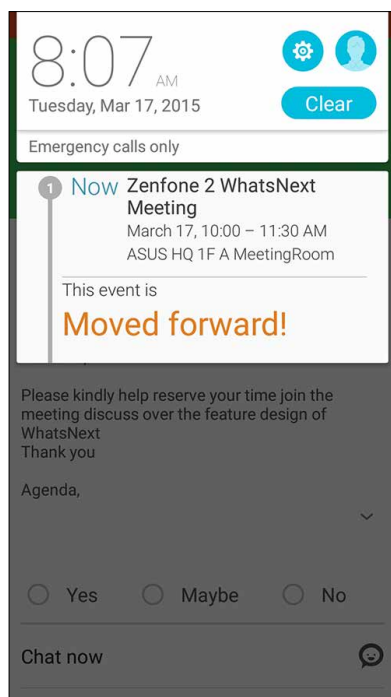 8:07 AM
Tuesday, Mar 17, 2015
Clear
Emergency calls only
1 Now Zenfone 2 WhatsNext
Meeting
March 17, 10:00 – 11:30 AM
ASUS HQ 1F A MeetingRoom
This event is
Moved forward!
Please kindly help reserve your time join the
meeting discuss over the feature design of
WhatsNext
Thank you
Agenda,
Yes Maybe No
Chat now